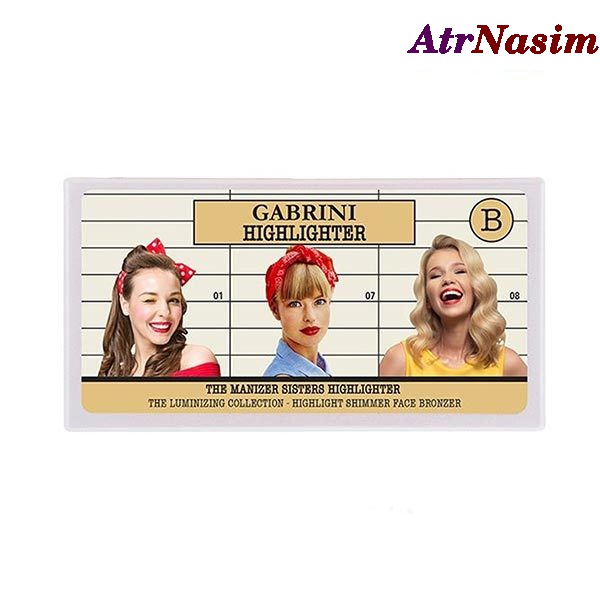 AtrNasim
GABRINI
HIGHLIGHTER
B
01
07
08
THE MANIZER SISTERS HIGHLIGHTER
THE LUMINIZING COLLECTION - HIGHLIGHT SHIMMER FACE BRONZER